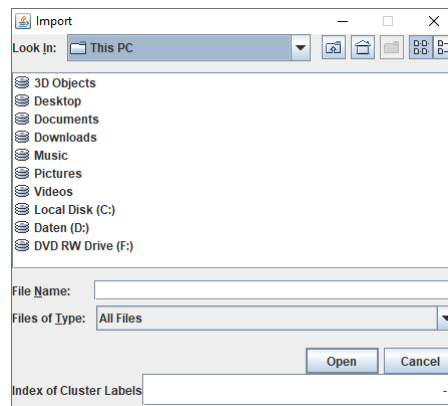 Import
Look In: This PC
3D Objects
Desktop
Documents
Downloads
Music
Pictures
Videos
Local Disk (C:)
Daten (D:)
DVD RW Drive (F:)
File Name:
Files of Type: All Files
Open Cancel
Index of Cluster Labels -